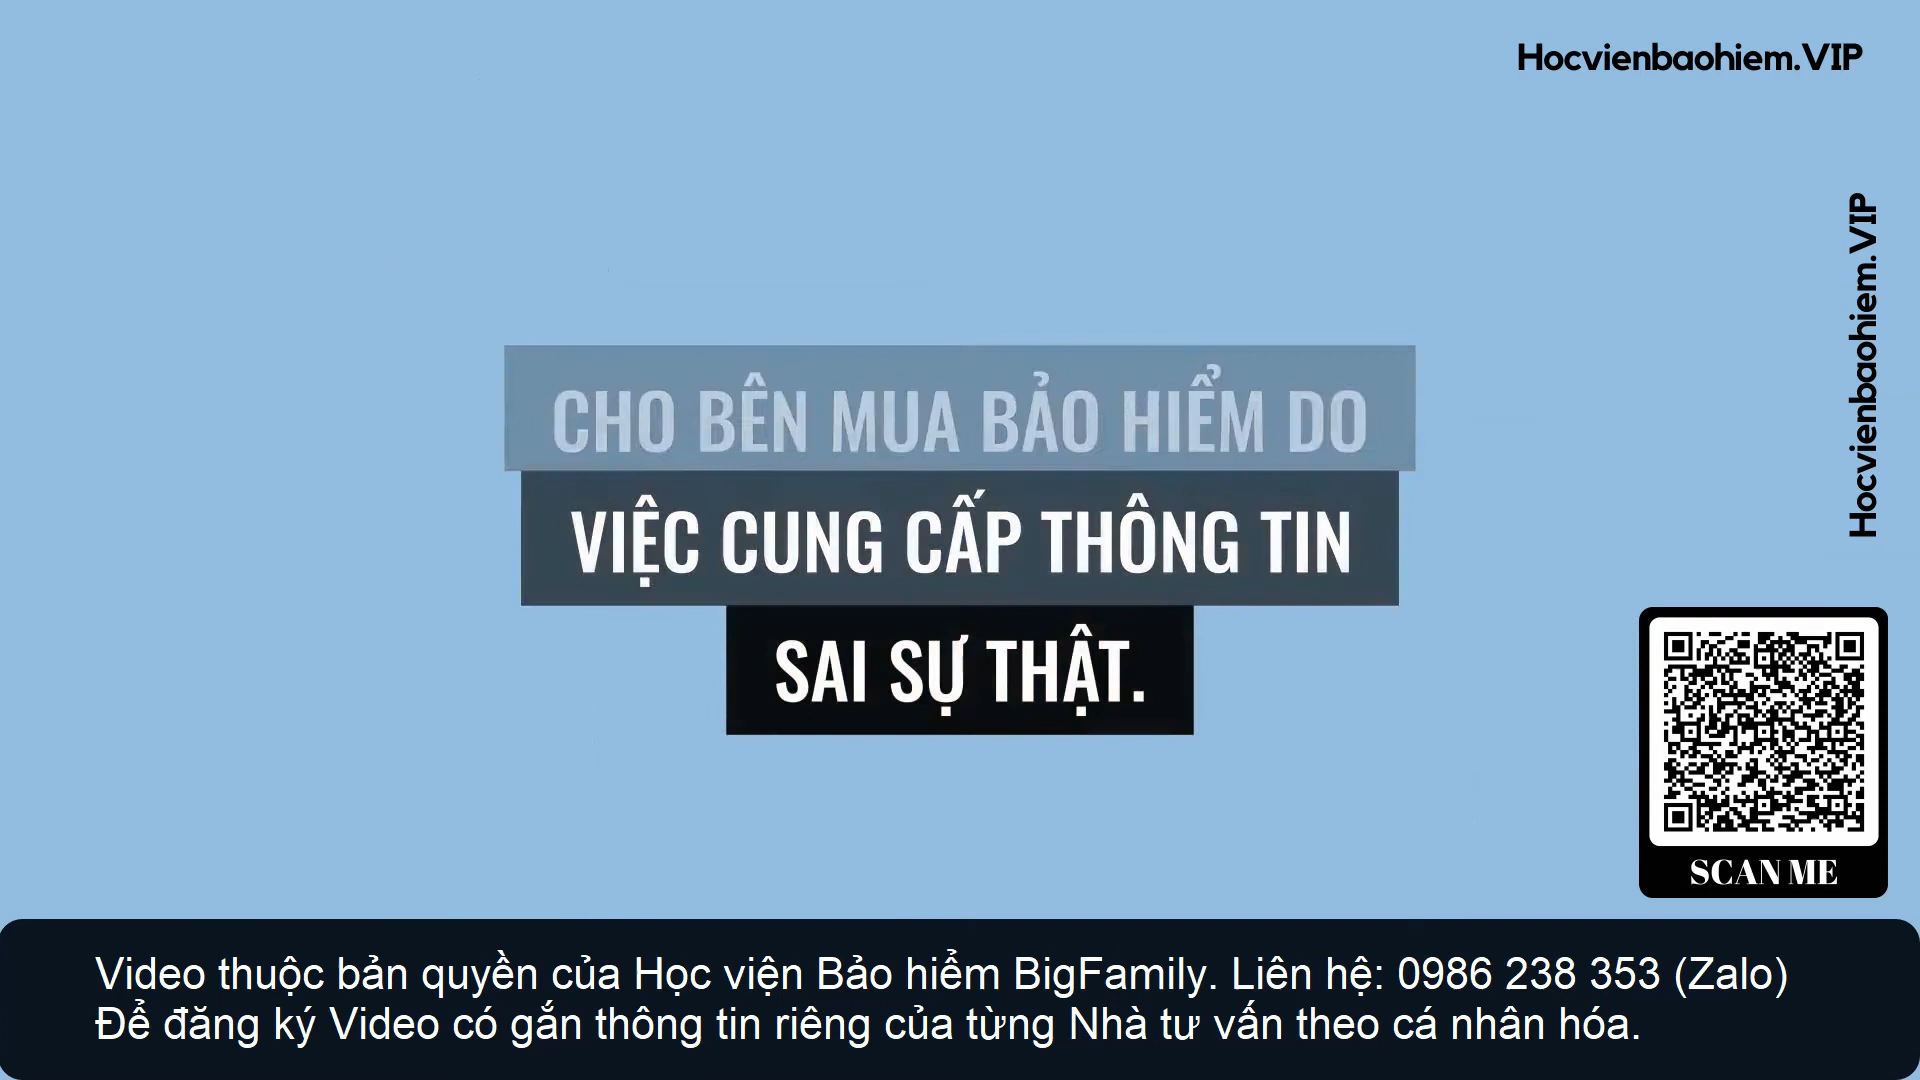 Hocvienbaohiem.VIP
Hocvienbaohiem.VIP
CHO BÊN MUA BẢO HIỂM DO
VIỆC CUNG CẤP THÔNG TIN
SAI SỰ THẬT.
SCAN ME
Video thuộc bản quyền của Học viện Bảo hiểm BigFamily. Liên hệ: 0986 238 353 (Zalo)
Để đăng ký Video có gắn thông tin riêng của từng Nhà tư vấn theo cá nhân hóa.